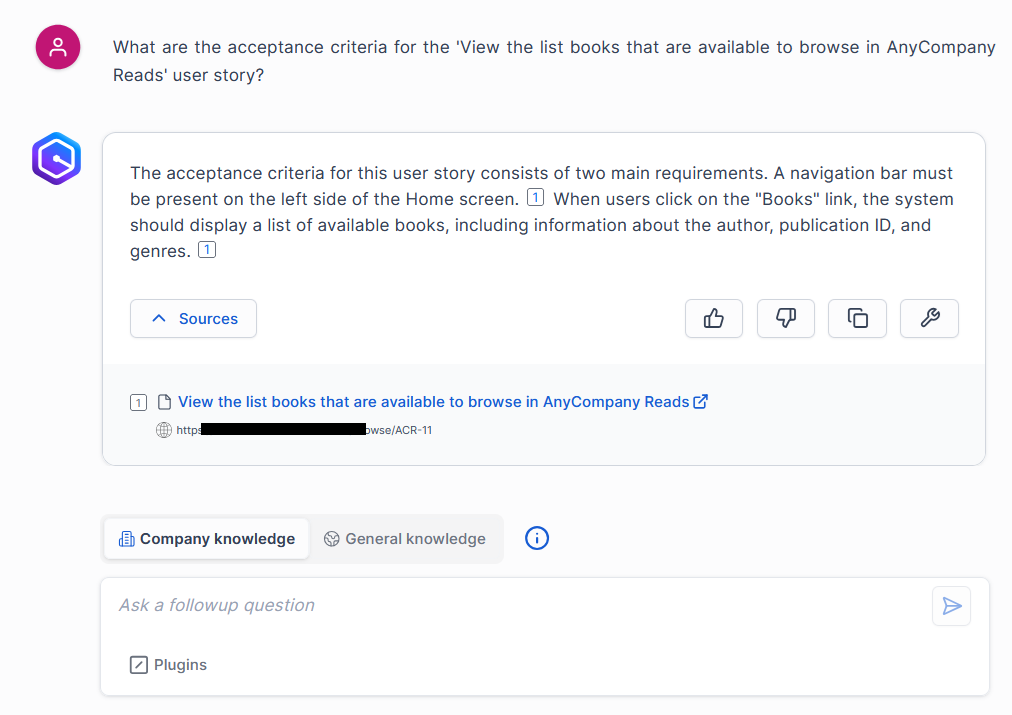 What are the acceptance criteria for the 'View the list books that are available to browse in AnyCompany
Reads' user story?
The acceptance criteria for this user story consists of two main requirements. A navigation bar must
be present on the left side of the Home screen. 1 When users click on the "Books" link, the system
should display a list of available books, including information about the author, publication ID, and
genres. 1
Sources
1 View the list books that are available to browse in AnyCompany Reads
https owse/ACR-11
Company knowledge General knowledge
Ask a followup question
Plugins